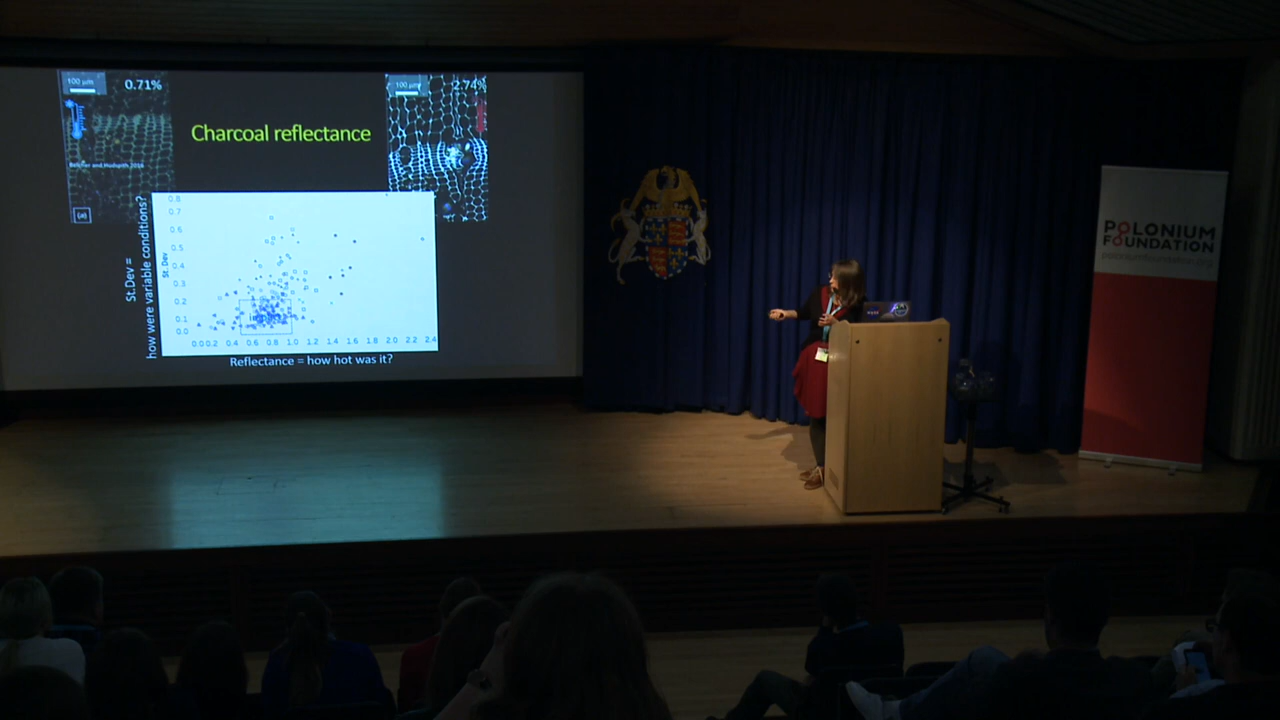 100 µm
0.71%
100 µm
2.74%
Charcoal reflectance
Belcher and Hudspith 2016
(a)
St.Dev =
how were variable conditions?
St.Dev
0.8
0.7
0.6
0.5
0.4
0.3
0.2
0.1
0.0
0.0 0.2 0.4 0.6 0.8 1.0 1.2 1.4 1.6 1.8 2.0 2.2 2.4
Reflectance = how hot was it?
POLONIUM
FOUNDATION
poloniumfoundation.org